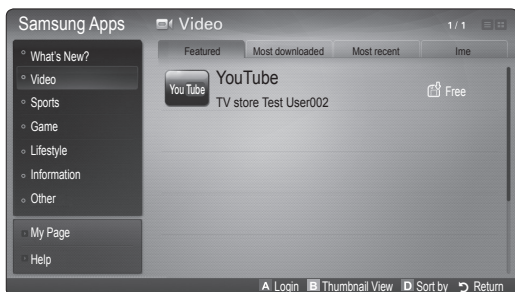 Samsung Apps
Video
1/1
What's New?
Video
Sports
Game
Lifestyle
Information
Other
My Page
Help
Featured
Most downloaded
Most recent
Ime
You Tube
YouTube
TV store Test User002
Free
A Login B Thumbnail View D Sort by Return